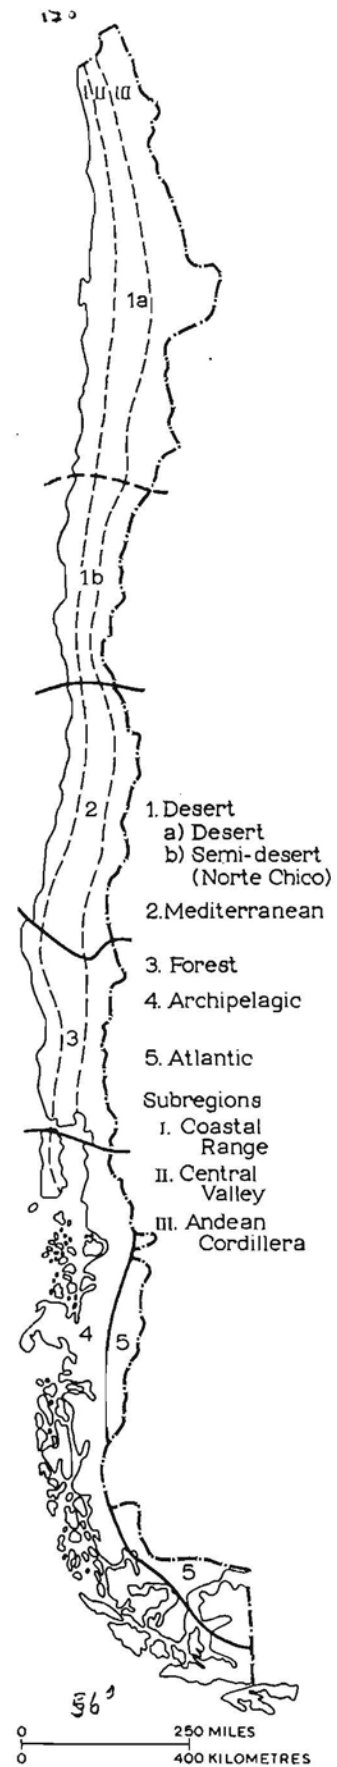 17°
I II III
1a
1b
2
1. Desert
a) Desert
b) Semi-desert
(Norte Chico)
2. Mediterranean
3. Forest
3
4. Archipelagic
5. Atlantic
Subregions
I. Coastal
Range
II. Central
Valley
III. Andean
Cordillera
4
5
5
56°
0 250 MILES
0 400 KILOMETRES